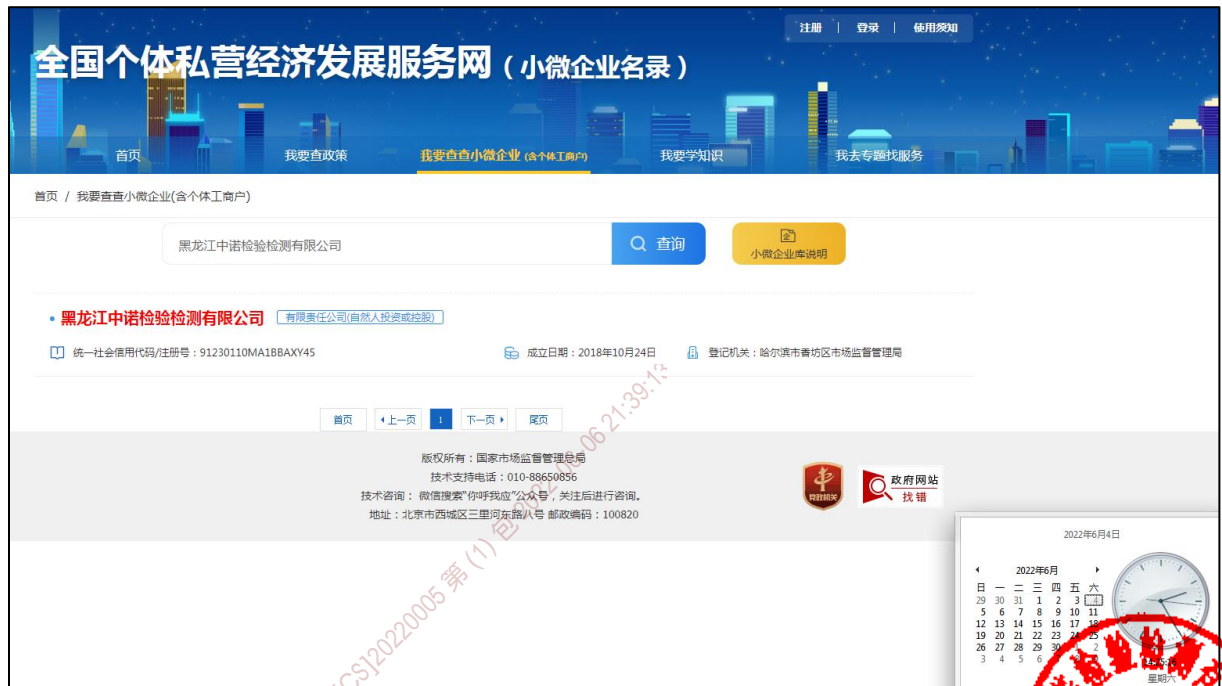 注册 | 登录 | 使用须知
全国个体私营经济发展服务网（小微企业名录）
首页 我要查政策 我要查查小微企业 (含个体工商户) 我要学知识 我去专题找服务
首页 / 我要查查小微企业(含个体工商户)
黑龙江中诺检验检测有限公司 查询 小微企业库说明
• 黑龙江中诺检验检测有限公司 有限责任公司(自然人投资或控股)
统一社会信用代码/注册号：91230110MA1BBAXY45 成立日期：2018年10月24日 登记机关：哈尔滨市香坊区市场监督管理局
首页 上一页 1 下一页 尾页
版权所有：国家市场监督管理总局
技术支持电话：010-88650856
技术咨询： 微信搜索“你呼我应”公众号，关注后进行咨询。
地址：北京市西城区三里河东路八号 邮政编码：100820
党政机关
政府网站
找错
2022年6月4日
2022年6月
日 一 二 三 四 五 六
29 30 31 1 2 3 4
5 6 7 8 9 10 11
12 13 14 15 16 17 18
19 20 21 22 23 24 25
26 27 28 29 30 2
3 4 5 6
星期六
CS]20220005 第 (1) 包 2022-06-06 21:39:13